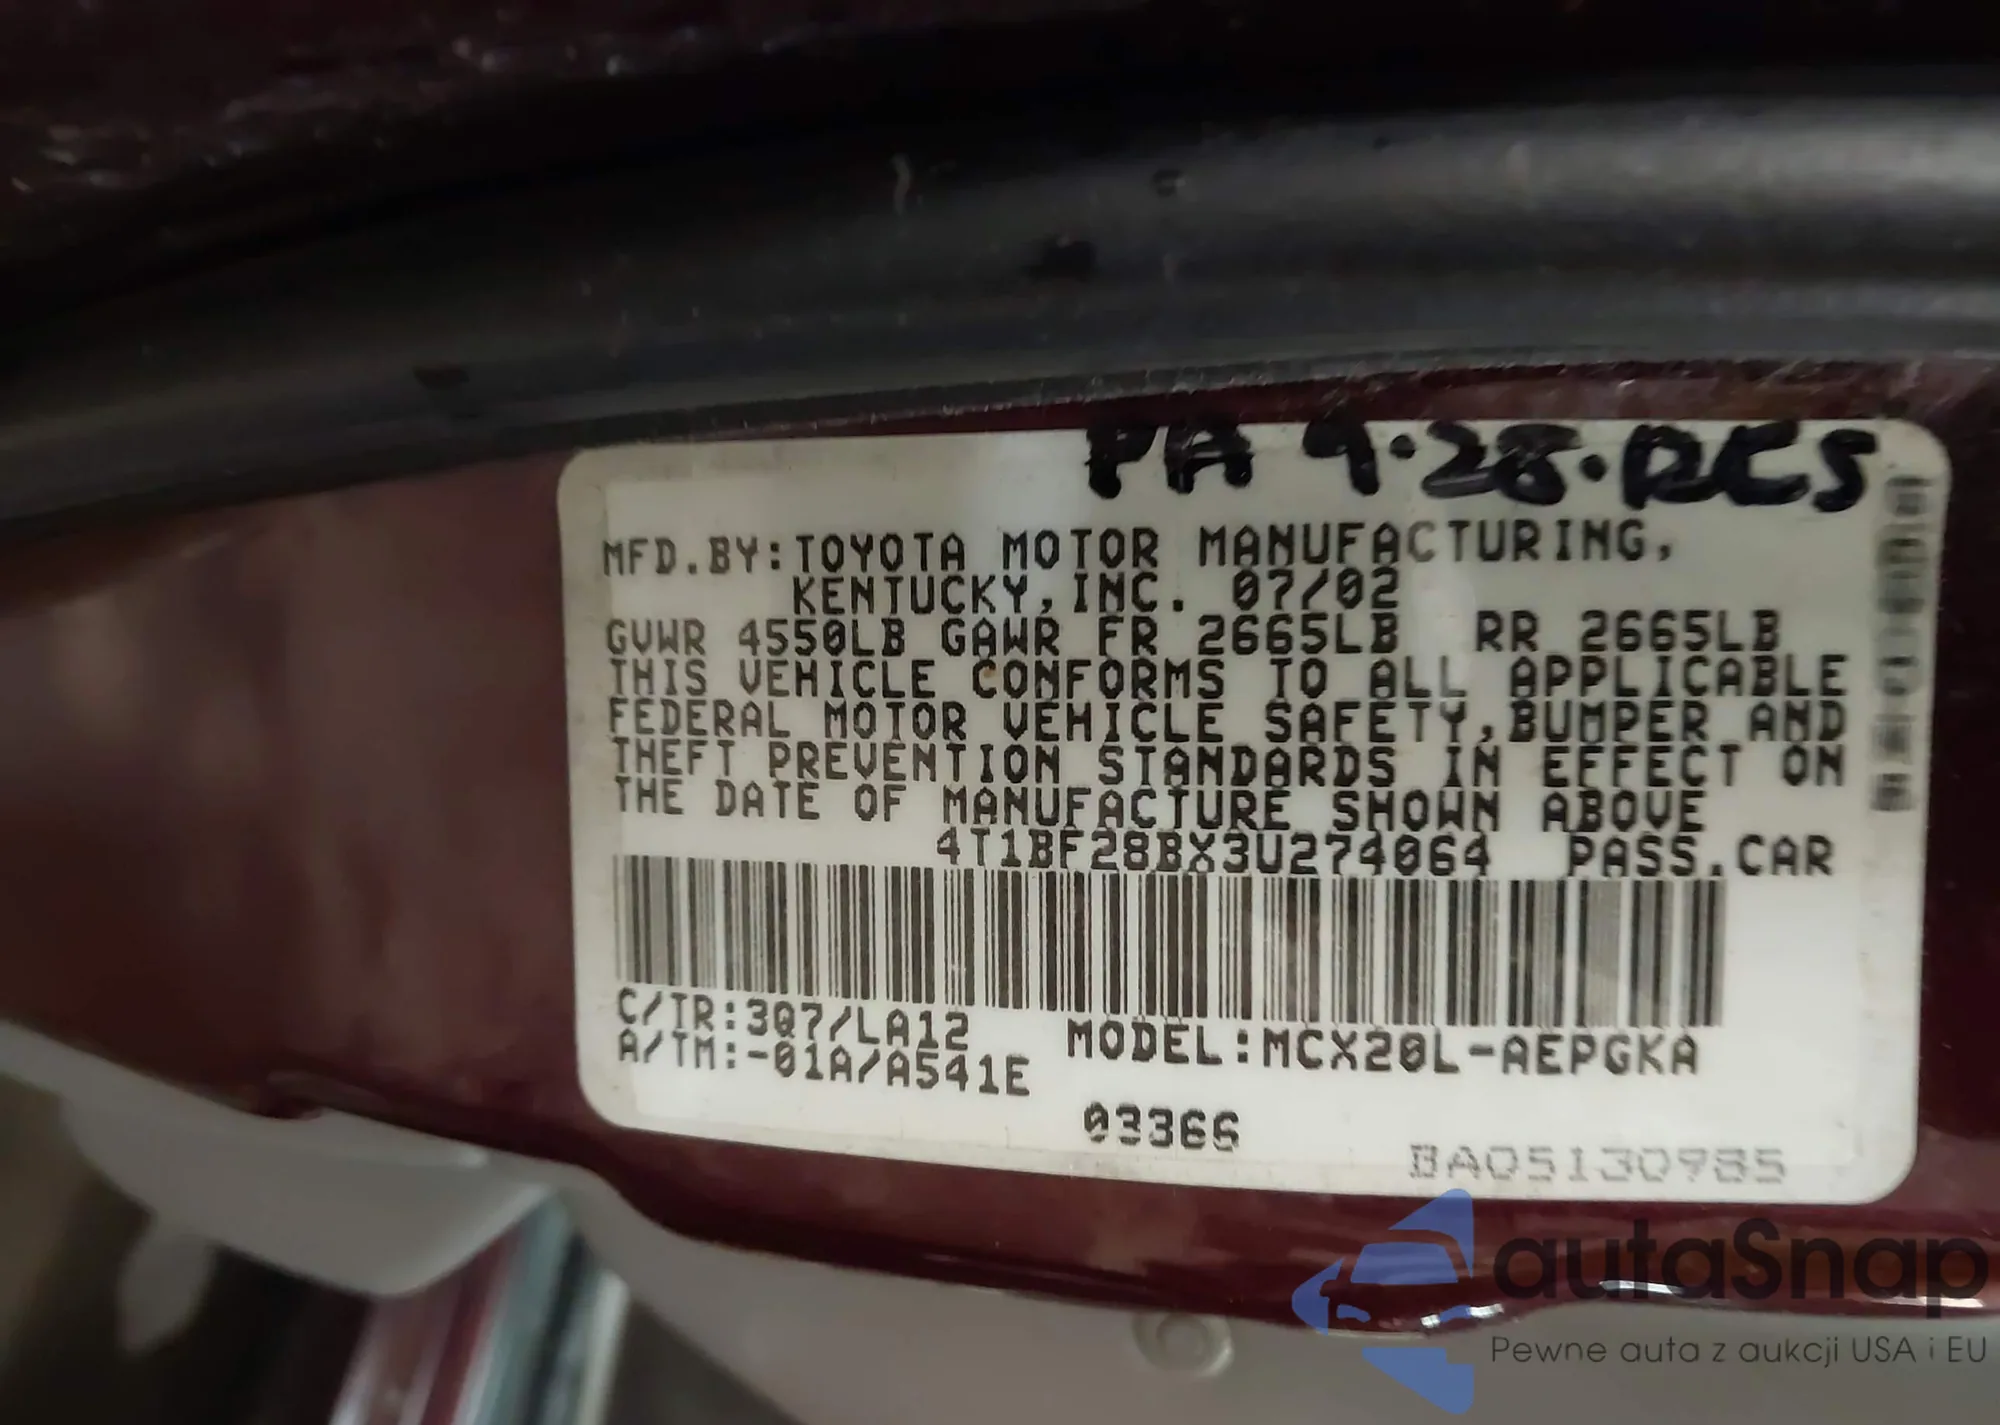 PA 9·28·RCS
MFD.BY:TOYOTA MOTOR MANUFACTURING,
KENTUCKY,INC. 07/02
GVWR 4550LB GAWR FR 2665LB RR 2665LB
THIS VEHICLE CONFORMS TO ALL APPLICABLE
FEDERAL MOTOR VEHICLE SAFETY,BUMPER AND
THEFT PREVENTION STANDARDS IN EFFECT ON
THE DATE OF MANUFACTURE SHOWN ABOVE
4T1BF28BX3U274064 PASS.CAR
C/TR:3Q7/LA12
A/TM:-01A/A541E
MODEL:MCX20L-AEPGKA
03366
BA05130985
autaSnap
Pewne auta z aukcji USA i EU